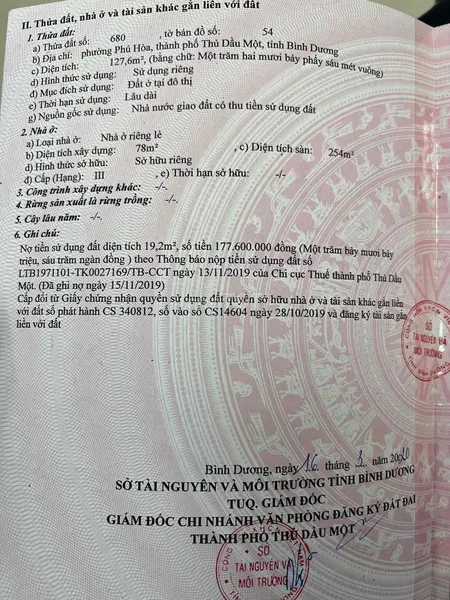 II. Thửa đất, nhà ở và tài sản khác gắn liền với đất
1. Thửa đất:
a) Thửa đất số: 680 , tờ bản đồ số: 54
b) Địa chỉ: phường Phú Hòa, thành phố Thủ Dầu Một, tỉnh Bình Dương
c) Diện tích: 127,6m², (bằng chữ: Một trăm hai mươi bảy phẩy sáu mét vuông)
d) Hình thức sử dụng: Sử dụng riêng
đ) Mục đích sử dụng: Đất ở tại đô thị
e) Thời hạn sử dụng: Lâu dài
g) Nguồn gốc sử dụng: Nhà nước giao đất có thu tiền sử dụng đất
2. Nhà ở:
a) Loại nhà ở: Nhà ở riêng lẻ
b) Diện tích xây dựng: 78m² , c) Diện tích sàn: 254m²
d) Hình thức sở hữu: Sở hữu riêng
đ) Cấp (Hạng): III , e) Thời hạn sở hữu: -/-
3. Công trình xây dựng khác: -/-.
4. Rừng sản xuất là rừng trồng: -/-.
5. Cây lâu năm: -/-.
6. Ghi chú:
Nợ tiền sử dụng đất diện tích 19,2m², số tiền 177.600.000 đồng (Một trăm bảy mươi bảy
triệu, sáu trăm ngàn đồng ) theo Thông báo nộp tiền sử dụng đất số
LTB1971101-TK0027169/TB-CCT ngày 13/11/2019 của Chi cục Thuế thành phố Thủ Dầu
Một. (Đã ghi nợ ngày 15/11/2019)
Cấp đổi từ Giấy chứng nhận quyền sử dụng đất quyền sở hữu nhà ở và tài sản khác gắn liền
với đất số phát hành CS 340812, số vào sổ CS14604 ngày 28/10/2019 và đăng ký tài sản gắn
liền với đất
SỞ
TÀI NGUYÊN VÀ
MÔI TRƯỜNG
Bình Dương, ngày 16 tháng 3 năm 2020
SỞ TÀI NGUYÊN VÀ MÔI TRƯỜNG TỈNH BÌNH DƯƠNG
TUQ. GIÁM ĐỐC
GIÁM ĐỐC CHI NHÁNH VĂN PHÒNG ĐĂNG KÝ ĐẤT ĐAI
THÀNH PHỐ THỦ DẦU MỘT
SỞ
TÀI NGUYÊN VÀ
MÔI TRƯỜNG